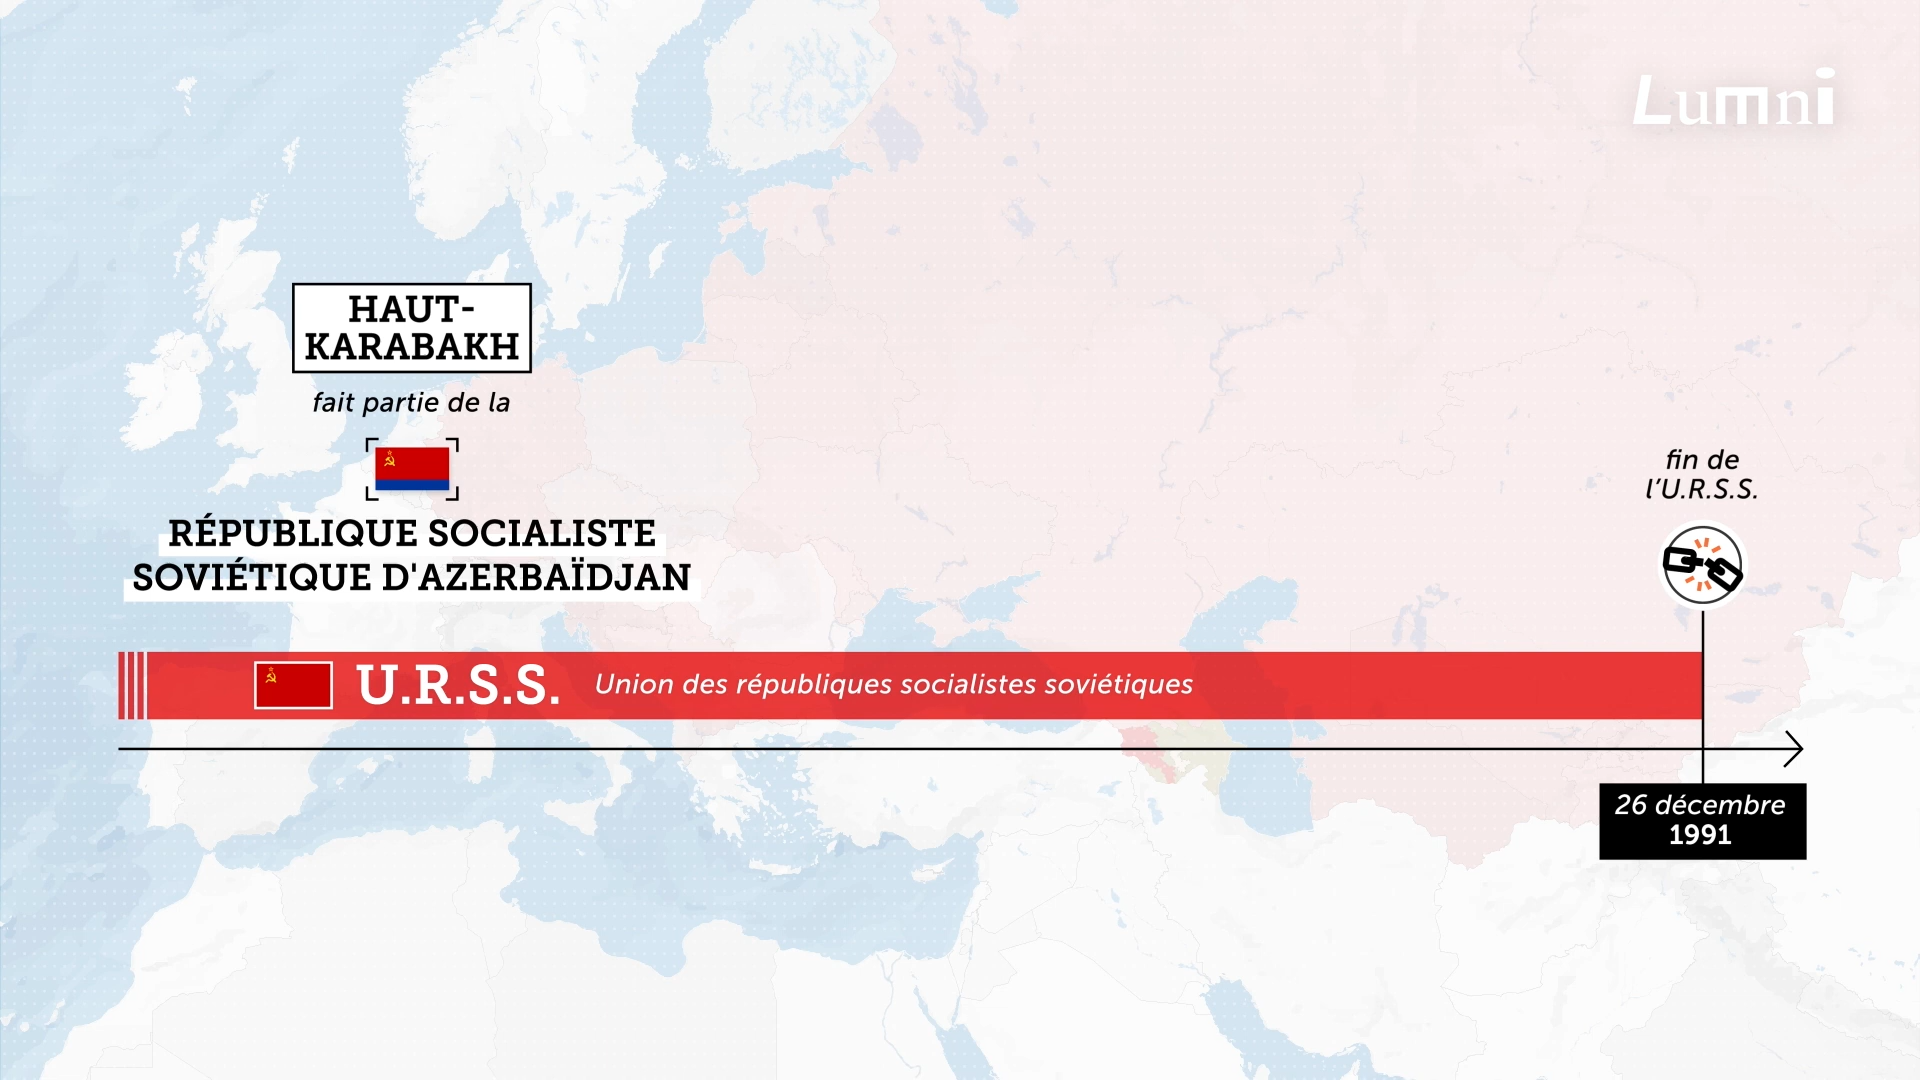 Lumni
HAUT-
KARABAKH
fait partie de la
RÉPUBLIQUE SOCIALISTE
SOVIÉTIQUE D'AZERBAÏDJAN
fin de
l'U.R.S.S.
U.R.S.S. Union des républiques socialistes soviétiques
26 décembre
1991